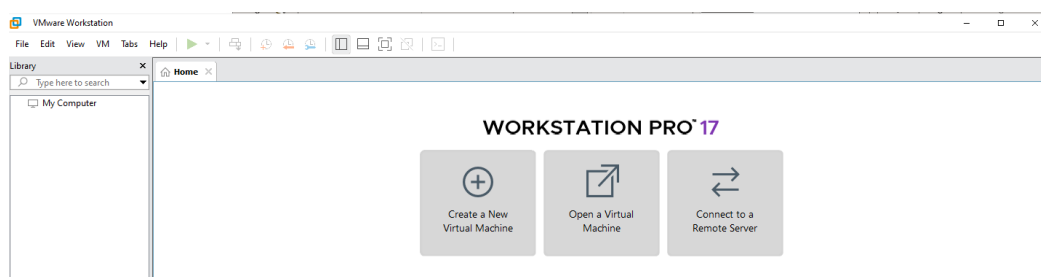 VMware Workstation
File Edit View VM Tabs Help
Library
Home
Type here to search
My Computer
WORKSTATION PRO™ 17
Create a New
Virtual Machine
Open a Virtual
Machine
Connect to a
Remote Server